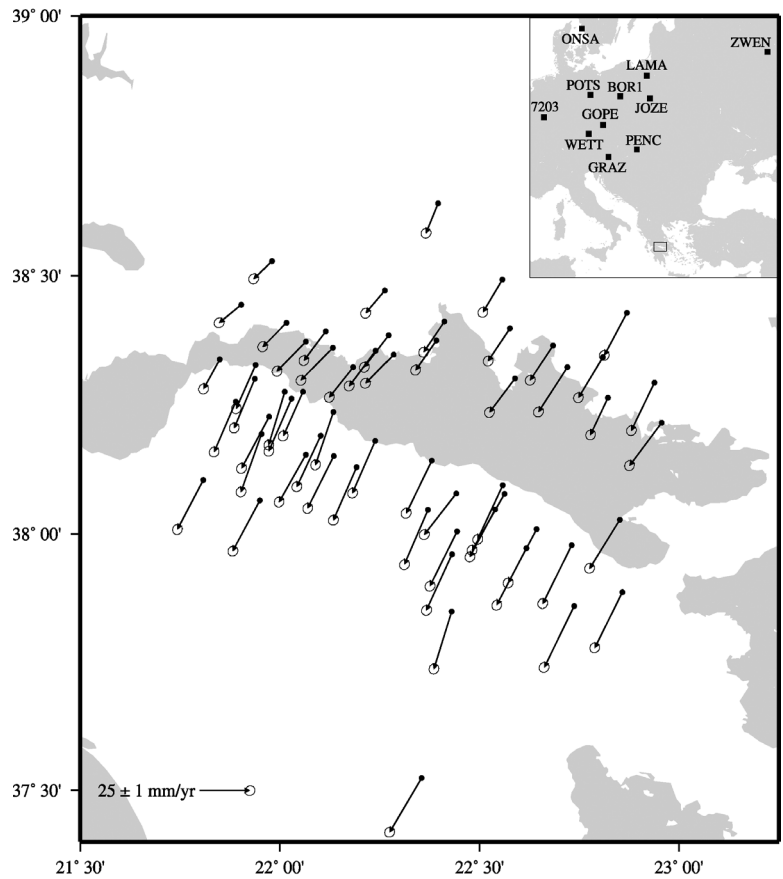 39° 00'
ONSA
ZWEN
LAMA
POTS
BOR1
7203
JOZE
GOPE
WETT
PENC
GRAZ
38° 30'
38° 00'
37° 30'
25 ± 1 mm/yr
21° 30'
22° 00'
22° 30'
23° 00'